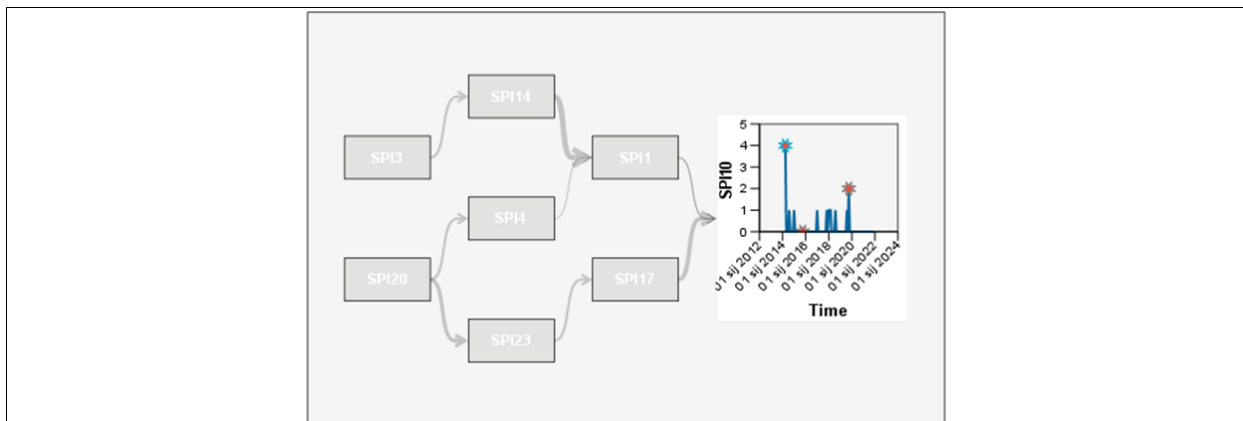 SPI14
SPI3
SPI1
SPI4
SPI20
SPI17
SPI23
SPI10
5
4
3
2
1
0
01 sij 2012
01 sij 2014
01 sij 2016
01 sij 2018
01 sij 2020
01 sij 2022
01 sij 2024
Time